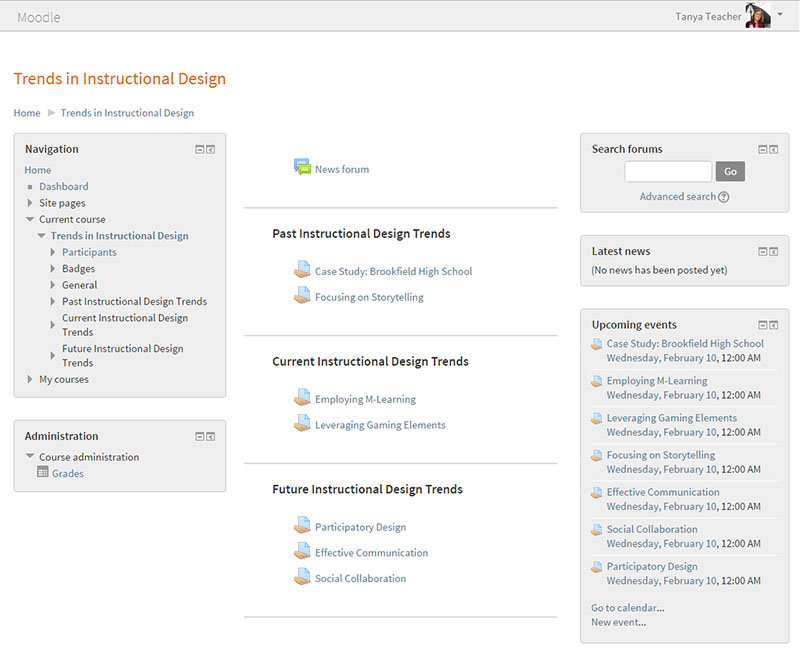 Moodle
Tanya Teacher
Trends in Instructional Design
Home
Trends in Instructional Design
Navigation
Home
Dashboard
Site pages
Current course
Trends in Instructional Design
Participants
Badges
General
Past Instructional Design Trends
Current Instructional Design
Trends
Future Instructional Design
Trends
My courses
Administration
Course administration
Grades
News forum
Past Instructional Design Trends
Case Study: Brookfield High School
Focusing on Storytelling
Current Instructional Design Trends
Employing M-Learning
Leveraging Gaming Elements
Future Instructional Design Trends
Participatory Design
Effective Communication
Social Collaboration
Search forums
Go
Advanced search ?
Latest news
(No news has been posted yet)
Upcoming events
Case Study: Brookfield High School
Wednesday, February 10, 12:00 AM
Employing M-Learning
Wednesday, February 10, 12:00 AM
Leveraging Gaming Elements
Wednesday, February 10, 12:00 AM
Focusing on Storytelling
Wednesday, February 10, 12:00 AM
Effective Communication
Wednesday, February 10, 12:00 AM
Social Collaboration
Wednesday, February 10, 12:00 AM
Participatory Design
Wednesday, February 10, 12:00 AM
Go to calendar...
New event...